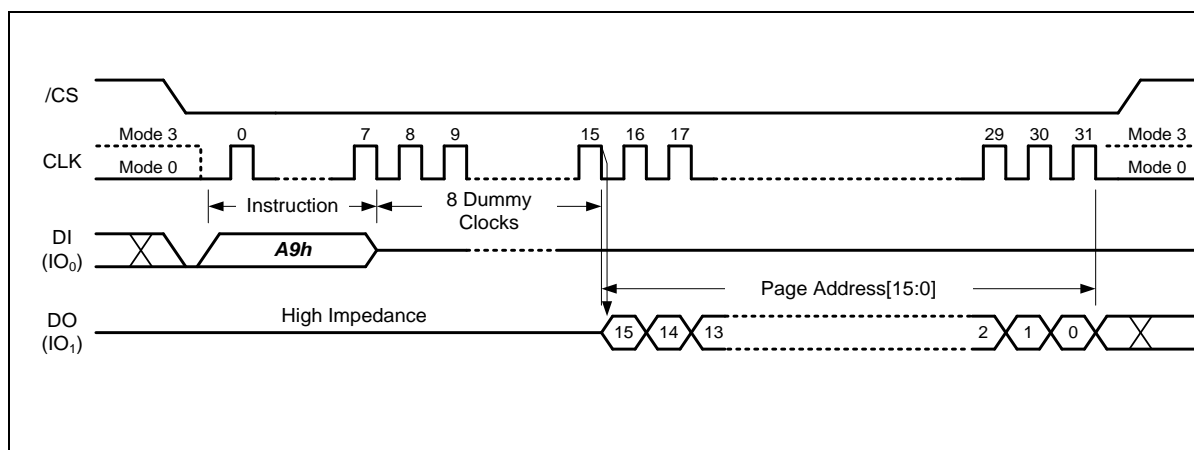 /CS
Mode 3 0 7 8 9 15 16 17 29 30 31 Mode 3
CLK
Mode 0 Mode 0
Instruction 8 Dummy
Clocks
DI
(IO0)
A9h
Page Address[15:0]
High Impedance
DO
(IO1)
15 14 13 2 1 0